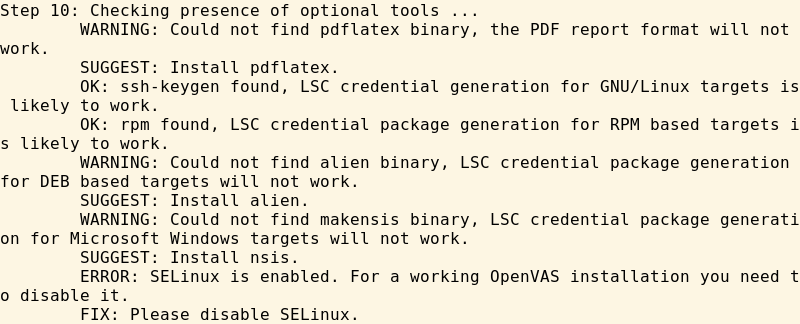 Step 10: Checking presence of optional tools ...
        WARNING: Could not find pdflatex binary, the PDF report format will not
work.
        SUGGEST: Install pdflatex.
        OK: ssh-keygen found, LSC credential generation for GNU/Linux targets is
 likely to work.
        OK: rpm found, LSC credential package generation for RPM based targets i
s likely to work.
        WARNING: Could not find alien binary, LSC credential package generation
for DEB based targets will not work.
        SUGGEST: Install alien.
        WARNING: Could not find makensis binary, LSC credential package generati
on for Microsoft Windows targets will not work.
        SUGGEST: Install nsis.
        ERROR: SELinux is enabled. For a working OpenVAS installation you need t
o disable it.
        FIX: Please disable SELinux.